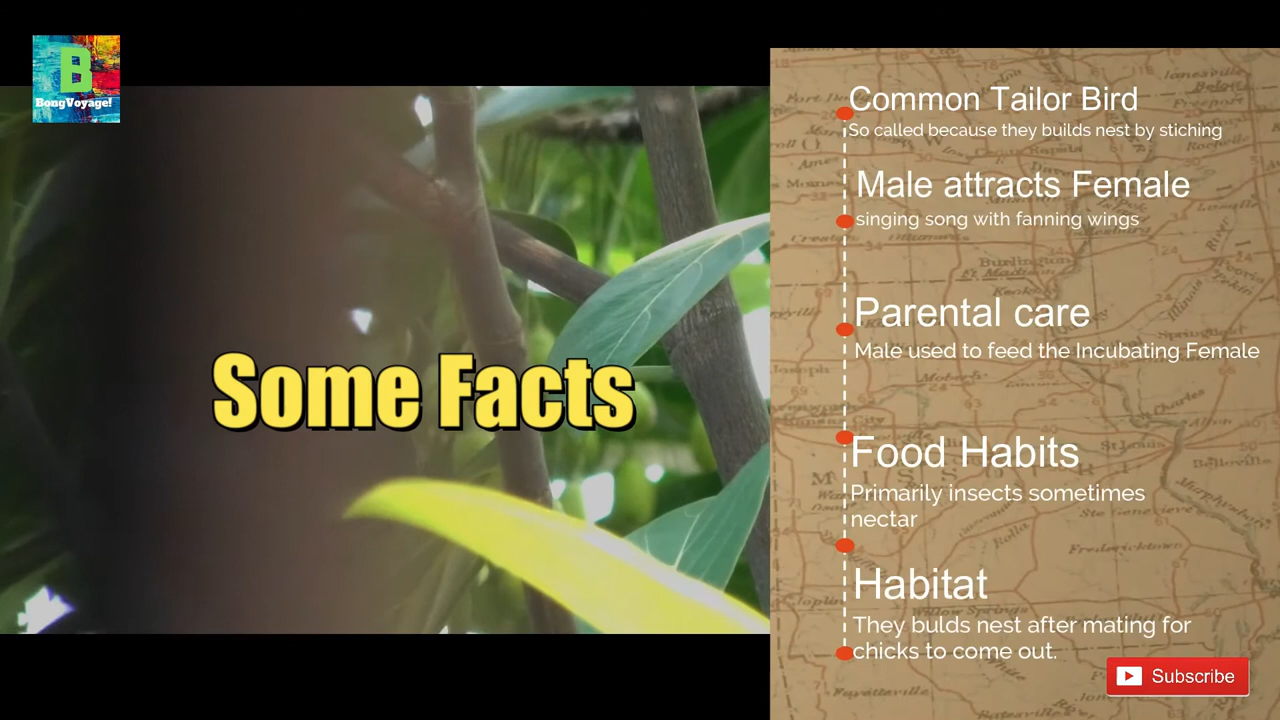 B
BongVoyage!
Some Facts
Common Tailor Bird
So called because they builds nest by stiching
Male attracts Female
singing song with fanning wings
Parental care
Male used to feed the Incubating Female
Food Habits
Primarily insects sometimes
nectar
Habitat
They bulds nest after mating for
chicks to come out.
Subscribe